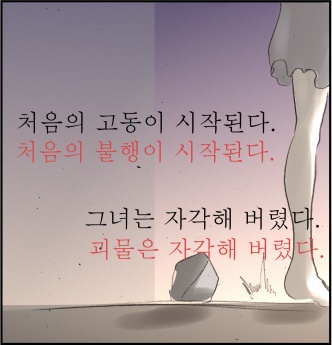 처음의 고동이 시작된다.
처음의 불행이 시작된다.
그녀는 자각해 버렸다.
괴물은 자각해 버렸다.